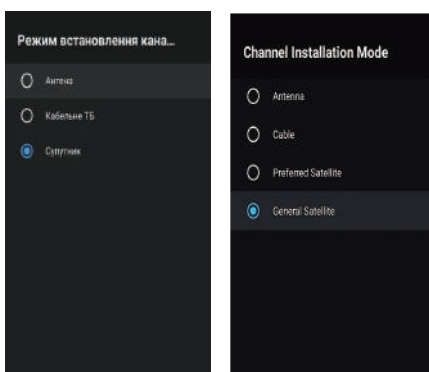 Режим встановлення кана...
Антена
Кабельне ТБ
Супутник
Channel Installation Mode
Antenna
Cable
Preferred Satellite
General Satellite